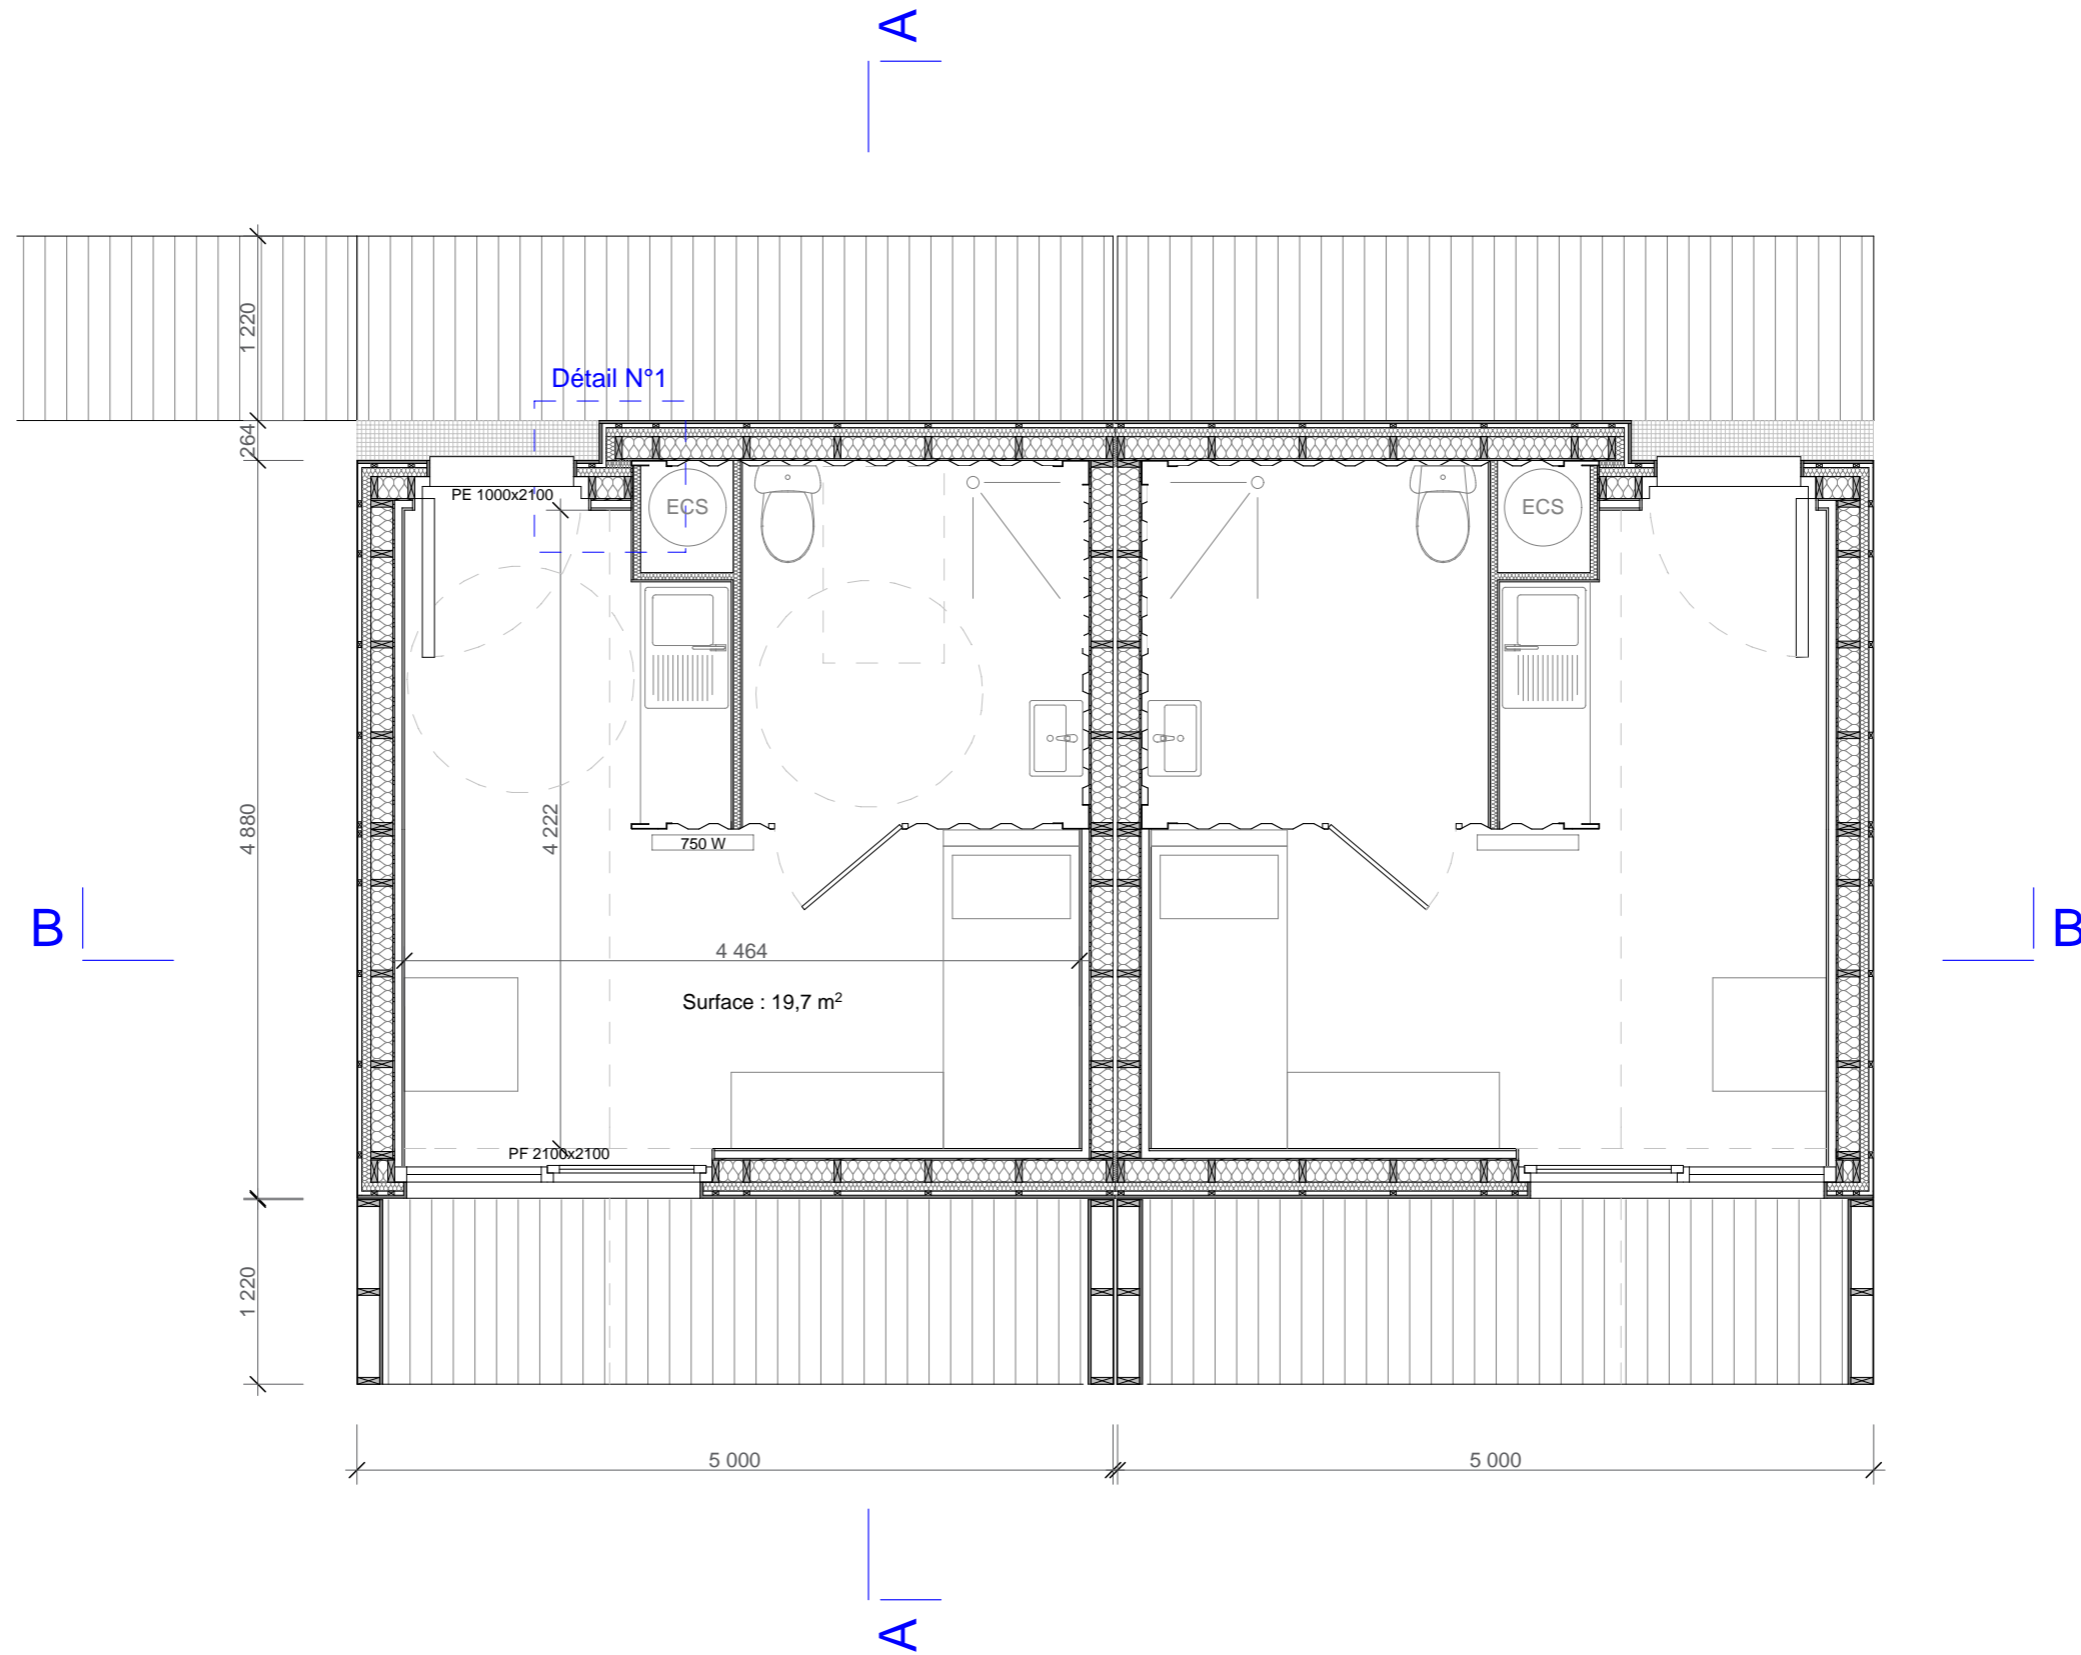 A
1 220
Détail N°1
264
PE 1000x2100
ECS
ECS
4 880
4 222
750 W
B
B
4 464
Surface : 19,7 m²
PF 2100x2100
1 220
5 000
5 000
A